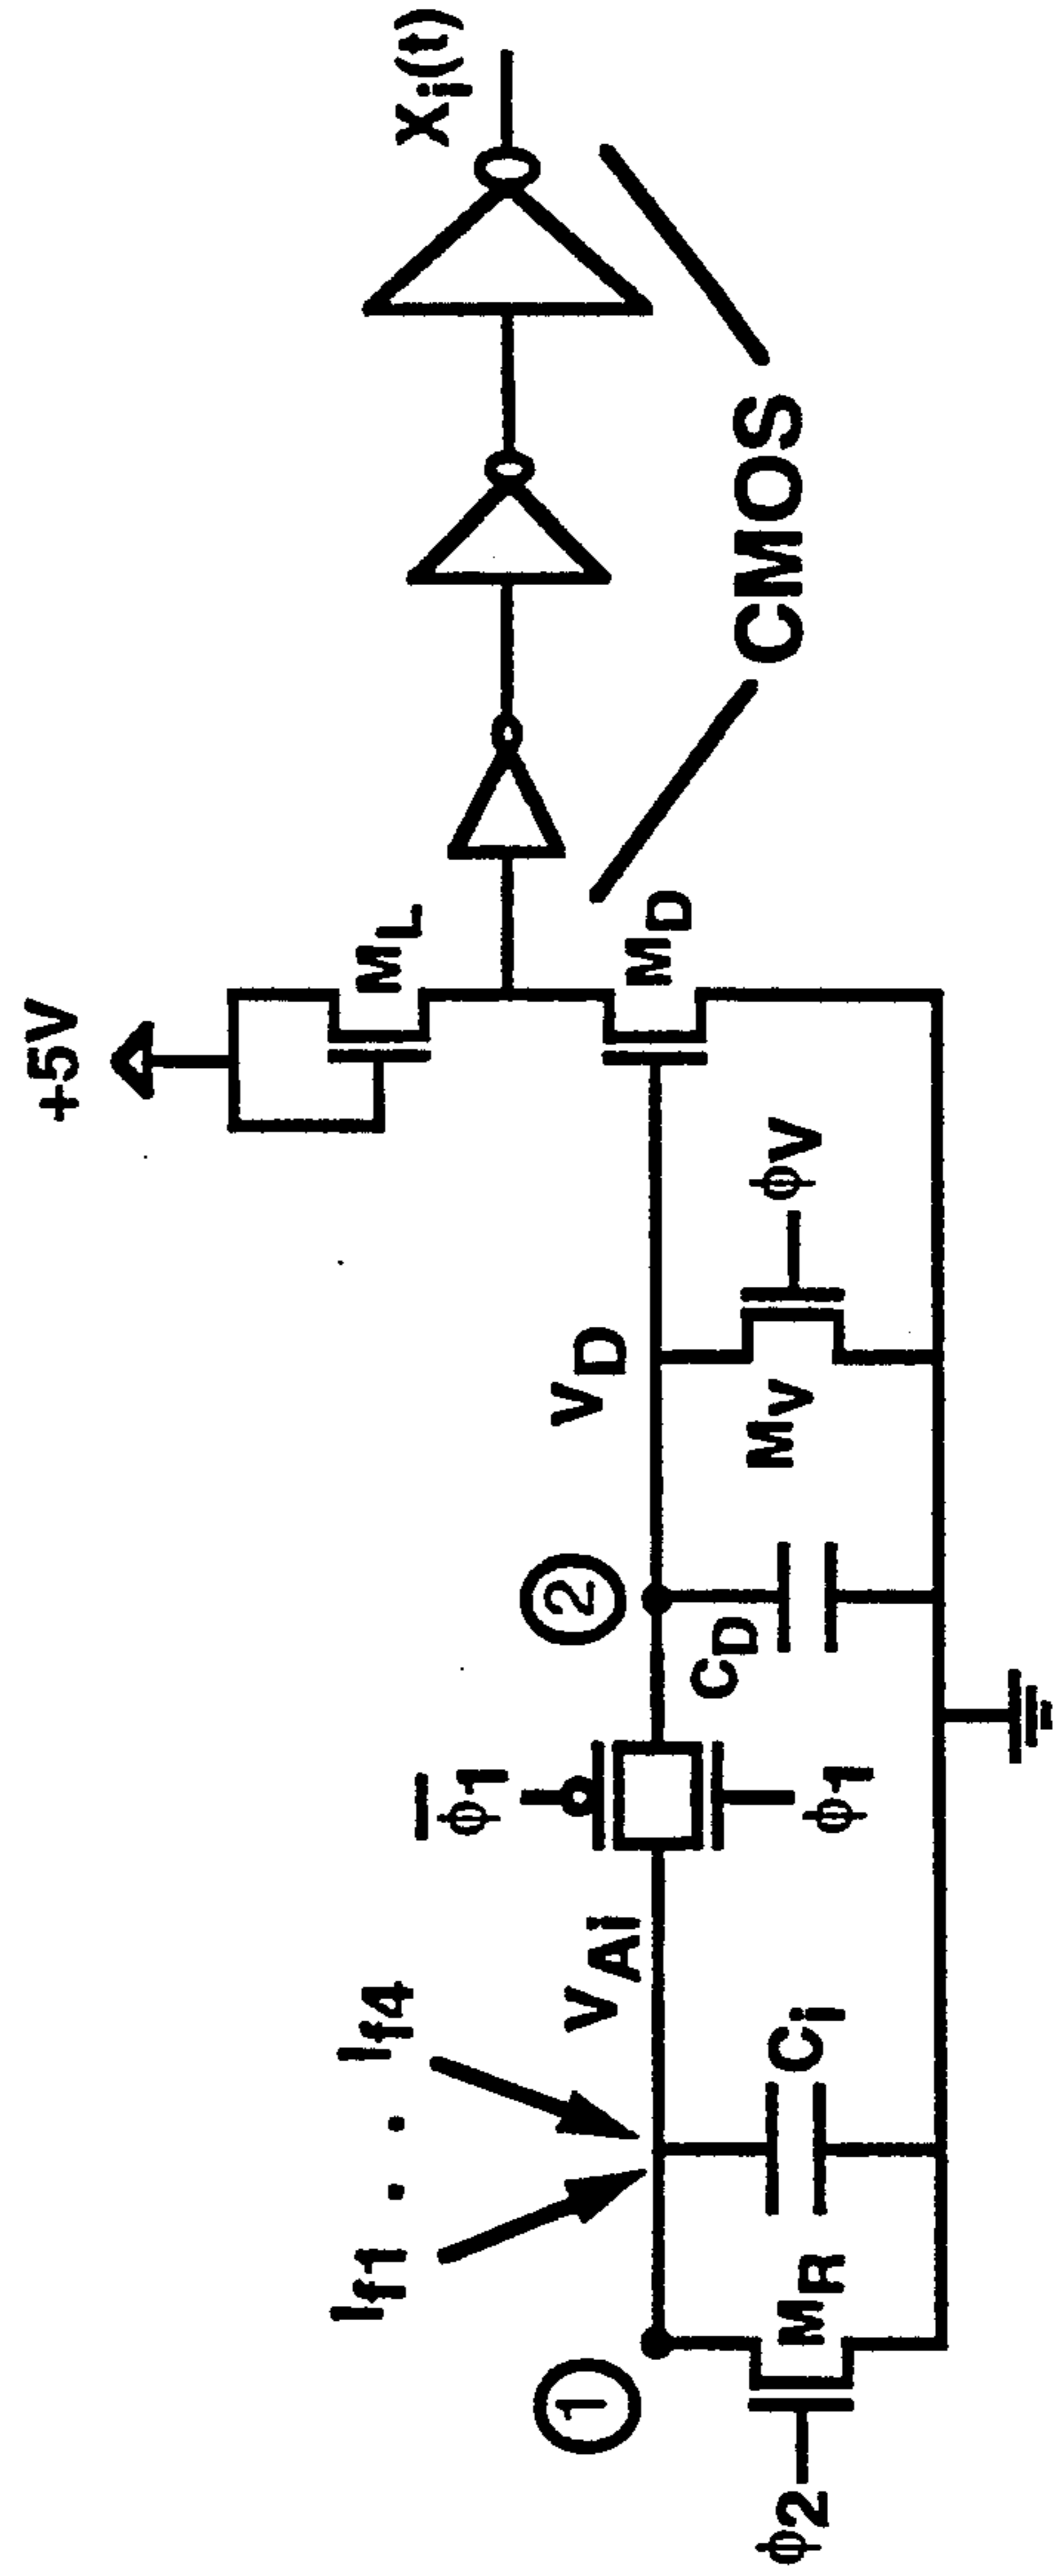 +5V
X_i(t)
M_L
M_D
CMOS
I_f1 . . I_f4
V_Ai
ϕ̅1
②
V_D
①
C_D
ϕV
M_V
C_i
ϕ1
M_R
ϕ2